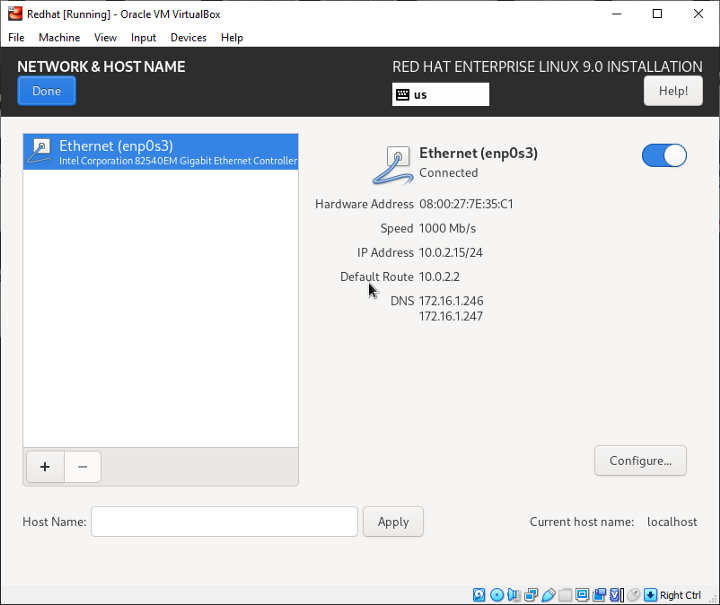 Redhat [Running] - Oracle VM VirtualBox
File Machine View Input Devices Help
NETWORK & HOST NAME
RED HAT ENTERPRISE LINUX 9.0 INSTALLATION
Done
us
Help!
Ethernet (enp0s3)
Intel Corporation 82540EM Gigabit Ethernet Controller
Ethernet (enp0s3)
Connected
Hardware Address 08:00:27:7E:35:C1
Speed 1000 Mb/s
IP Address 10.0.2.15/24
Default Route 10.0.2.2
DNS 172.16.1.246
172.16.1.247
+ −
Configure...
Host Name:
Apply
Current host name: localhost
Right Ctrl